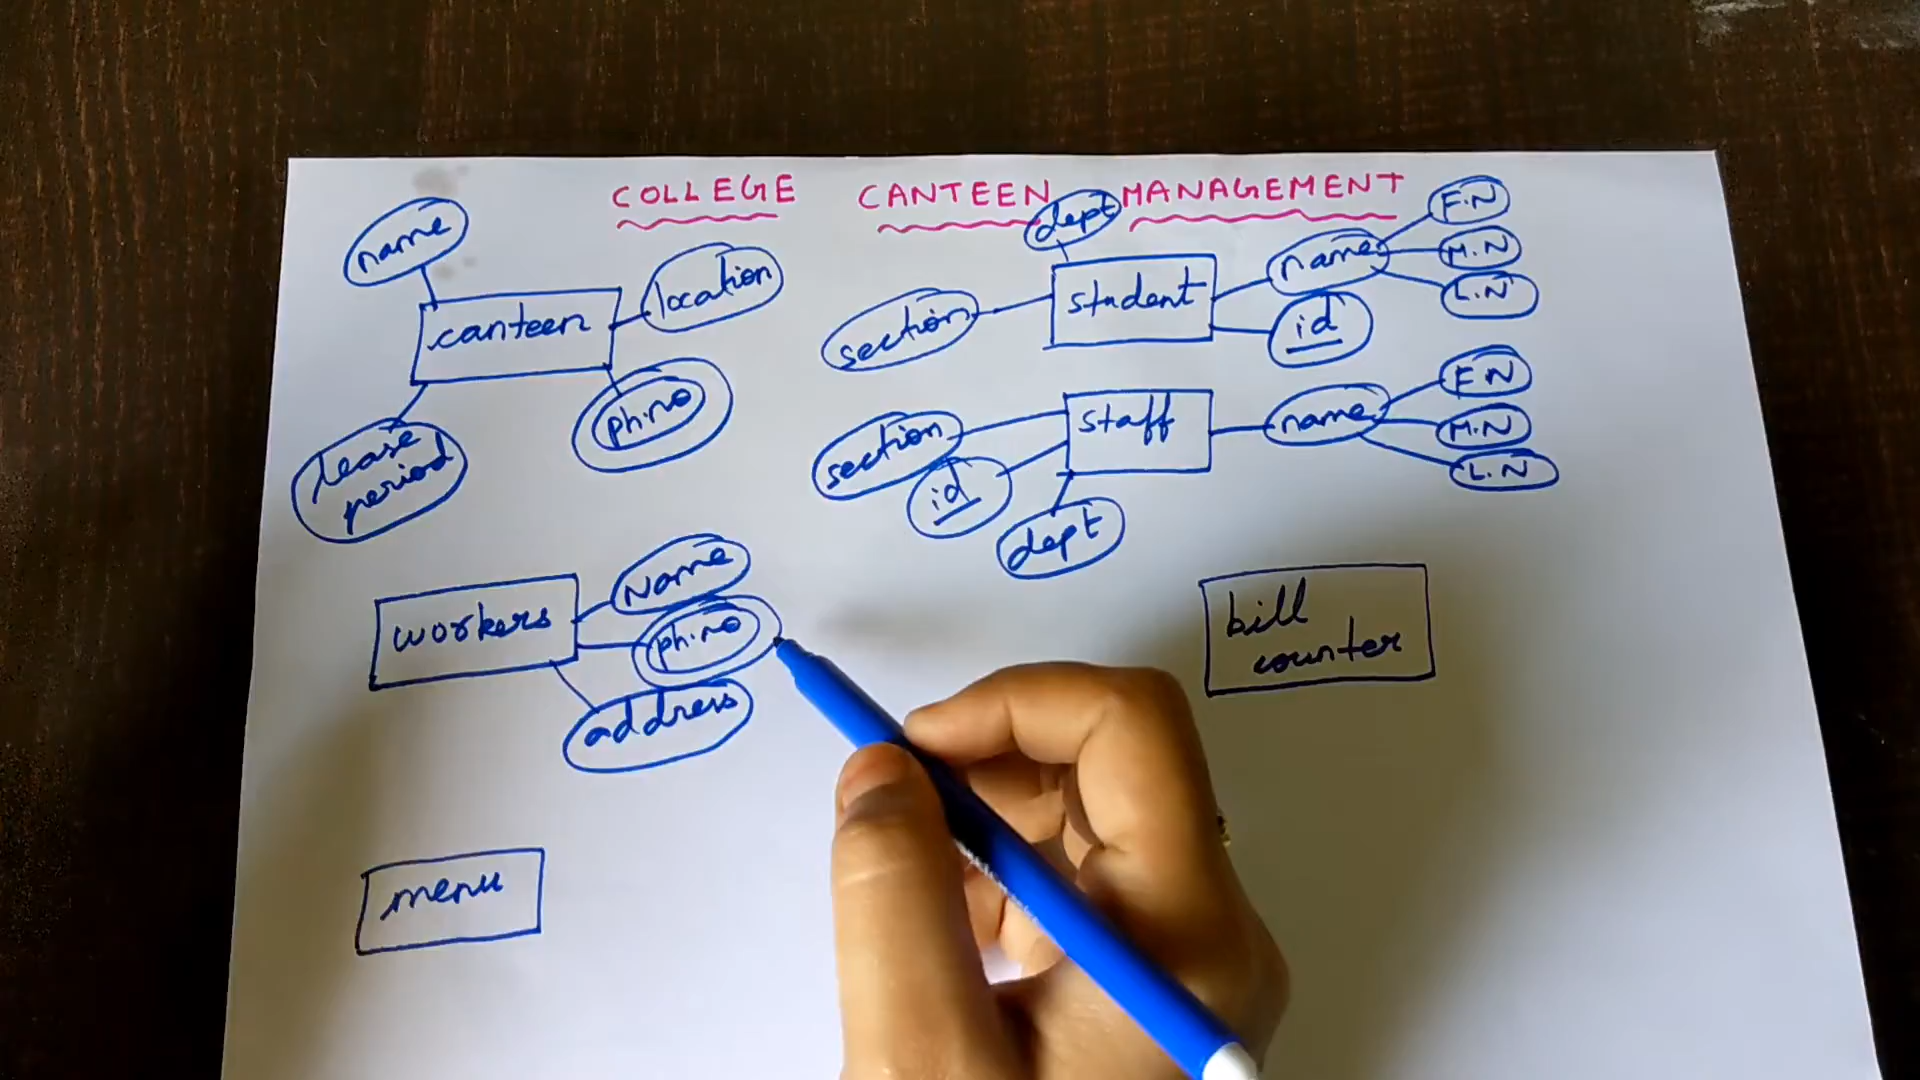 COLLEGE CANTEEN MANAGEMENT
name
canteen
location
ph.no
lease
period
dept
section
student
name
F.N
M.N
L.N
id
section
id
dept
staff
name
F.N
M.N
L.N
workers
Name
ph.no
address
bill
counter
menu